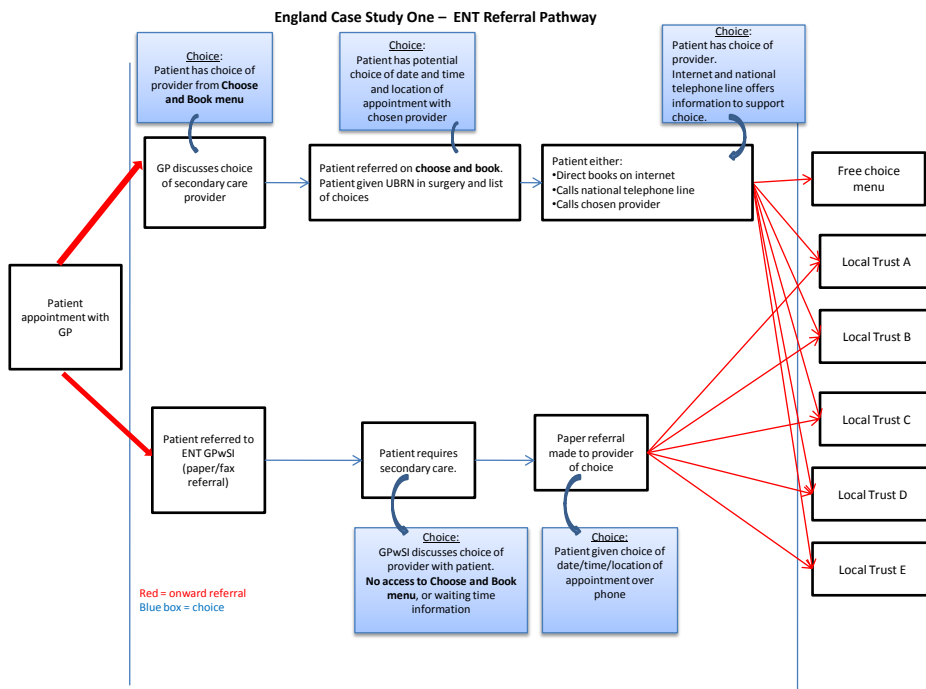 England Case Study One – ENT Referral Pathway
Choice:
Patient has choice of
provider from Choose
and Book menu
Choice:
Patient has potential
choice of date and time
and location of
appointment with
chosen provider
Choice:
Patient has choice of
provider.
Internet and national
telephone line offers
information to support
choice.
GP discusses choice
of secondary care
provider
Patient referred on choose and book.
Patient given UBRN in surgery and list
of choices
Patient either:
•Direct books on internet
•Calls national telephone line
•Calls chosen provider
Free choice
menu
Local Trust A
Patient
appointment with
GP
Local Trust B
Local Trust C
Patient referred to
ENT GPwSI
(paper/fax
referral)
Patient requires
secondary care.
Paper referral
made to provider
of choice
Local Trust D
Choice:
GPwSI discusses choice of
provider with patient.
No access to Choose and Book
menu, or waiting time
information
Choice:
Patient given choice of
date/time/location of
appointment over
phone
Local Trust E
Red = onward referral
Blue box = choice